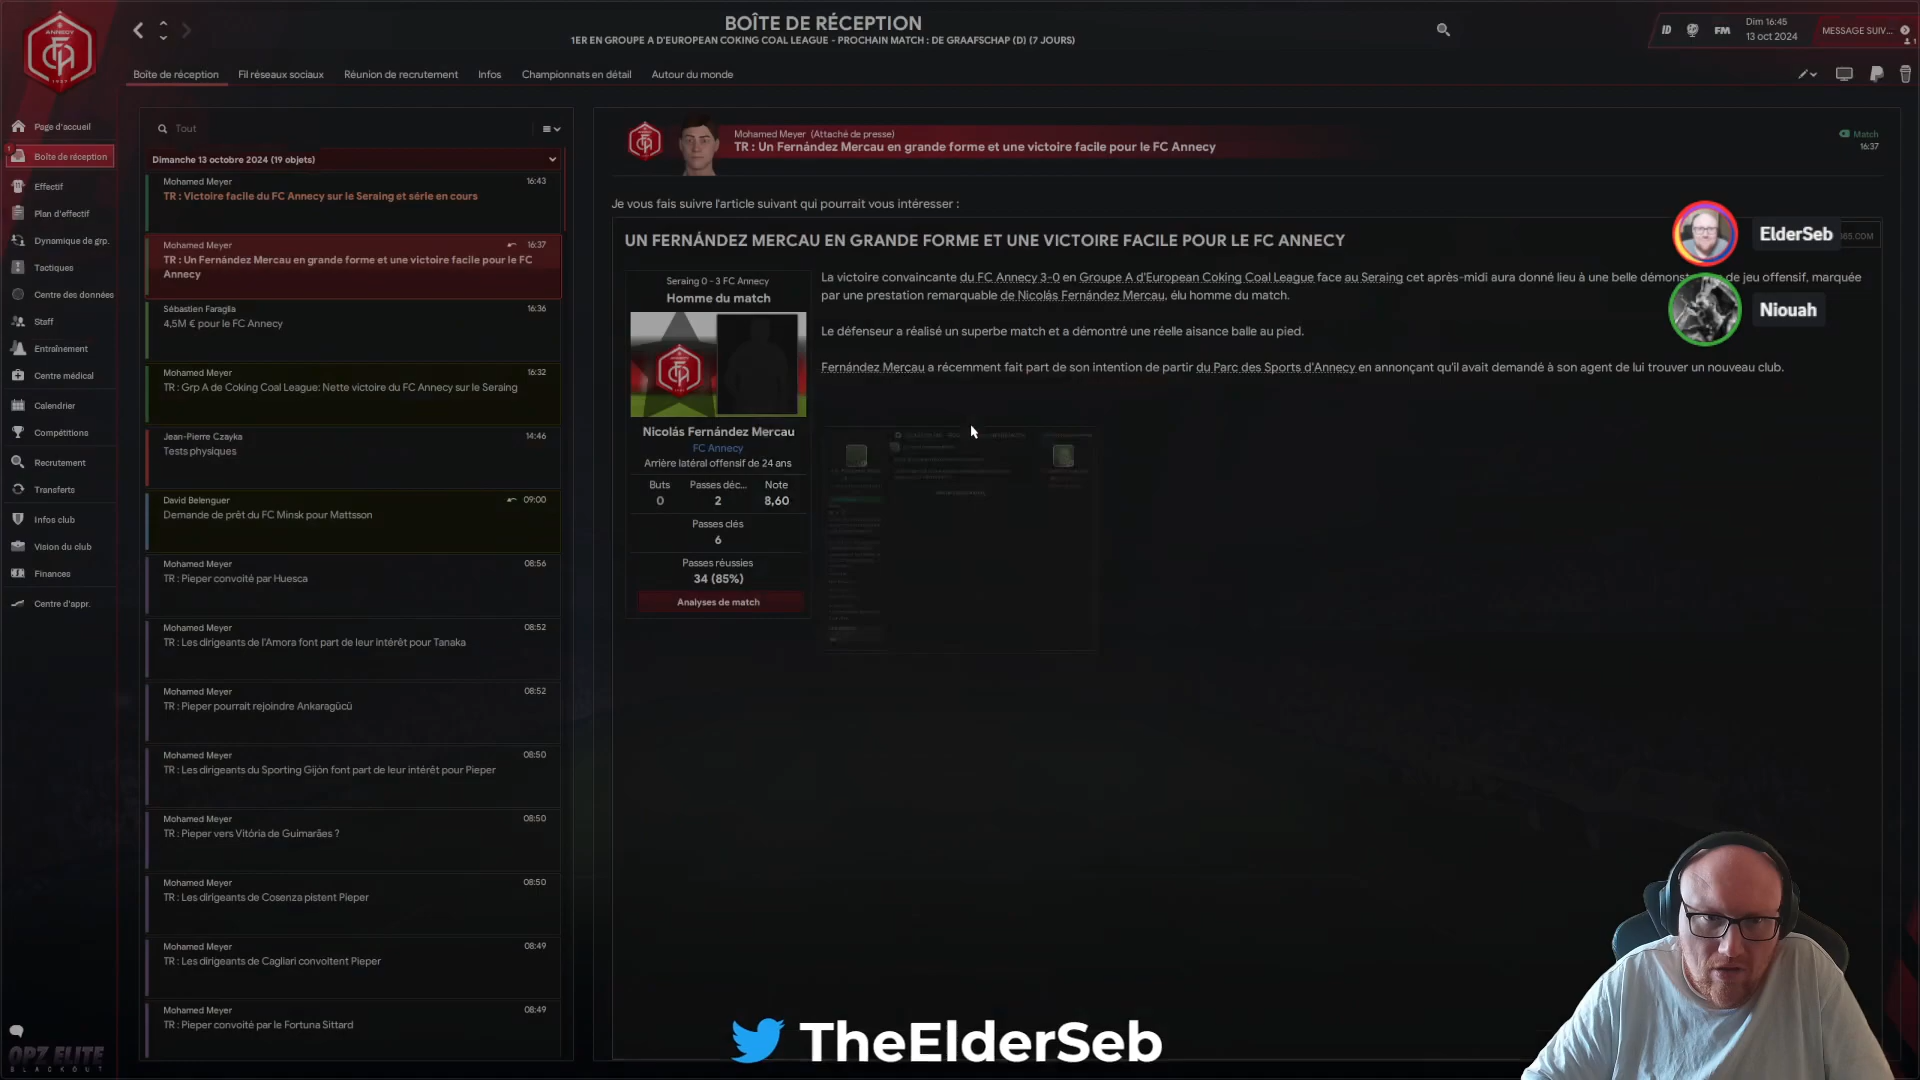 BOÎTE DE RÉCEPTION
1ER EN GROUPE A D'EUROPEAN COKING COAL LEAGUE - PROCHAIN MATCH : DE GRAAFSCHAP (D) (7 JOURS)
ID
FM
Dim 16:45
13 oct 2024
MESSAGE SUIV...
1
ANNECY
Boîte de réception
Fil réseaux sociaux
Réunion de recrutement
Infos
Championnats en détail
Autour du monde
Page d'accueil
1
Boîte de réception
Effectif
Plan d'effectif
Dynamique de grp.
Tactiques
Centre des données
Staff
Entraînement
Centre médical
Calendrier
Compétitions
Recrutement
Transferts
Infos club
Vision du club
Finances
Centre d'appr.
OPZ ELITE
BLACKOUT
Tout
Dimanche 13 octobre 2024 (19 objets)
Mohamed Meyer 16:43
TR : Victoire facile du FC Annecy sur le Seraing et série en cours
Mohamed Meyer 16:37
TR : Un Fernández Mercau en grande forme et une victoire facile pour le FC
Annecy
Sébastien Faraglia 16:36
4,5M € pour le FC Annecy
Mohamed Meyer 16:32
TR : Grp A de Coking Coal League: Nette victoire du FC Annecy sur le Seraing
Jean-Pierre Czayka 14:46
Tests physiques
David Belenguer 09:00
Demande de prêt du FC Minsk pour Mattsson
Mohamed Meyer 08:56
TR : Pieper convoité par Huesca
Mohamed Meyer 08:52
TR : Les dirigeants de l'Amora font part de leur intérêt pour Tanaka
Mohamed Meyer 08:52
TR : Pieper pourrait rejoindre Ankaragücü
Mohamed Meyer 08:50
TR : Les dirigeants du Sporting Gijón font part de leur intérêt pour Pieper
Mohamed Meyer 08:50
TR : Pieper vers Vitória de Guimarães ?
Mohamed Meyer 08:50
TR : Les dirigeants de Cosenza pistent Pieper
Mohamed Meyer 08:49
TR : Les dirigeants de Cagliari convoitent Pieper
Mohamed Meyer 08:49
TR : Pieper convoité par le Fortuna Sittard
Mohamed Meyer (Attaché de presse)
TR : Un Fernández Mercau en grande forme et une victoire facile pour le FC Annecy
Match
16:37
Je vous fais suivre l'article suivant qui pourrait vous intéresser :
UN FERNÁNDEZ MERCAU EN GRANDE FORME ET UNE VICTOIRE FACILE POUR LE FC ANNECY
Seraing 0 - 3 FC Annecy
Homme du match
Nicolás Fernández Mercau
FC Annecy
Arrière latéral offensif de 24 ans
Buts Passes déc... Note
0 2 8,60
Passes clés
6
Passes réussies
34 (85%)
Analyses de match
La victoire convaincante du FC Annecy 3-0 en Groupe A d'European Coking Coal League face au Seraing cet après-midi aura donné lieu à une belle de jeu offensif, marquée
par une prestation remarquable de Nicolás Fernández Mercau, élu homme du match.
Le défenseur a réalisé un superbe match et a démontré une réelle aisance balle au pied.
Fernández Mercau a récemment fait part de son intention de partir du Parc des Sports d'Annecy en annonçant qu'il avait demandé à son agent de lui trouver un nouveau club.
ElderSeb
Niouah
TheElderSeb